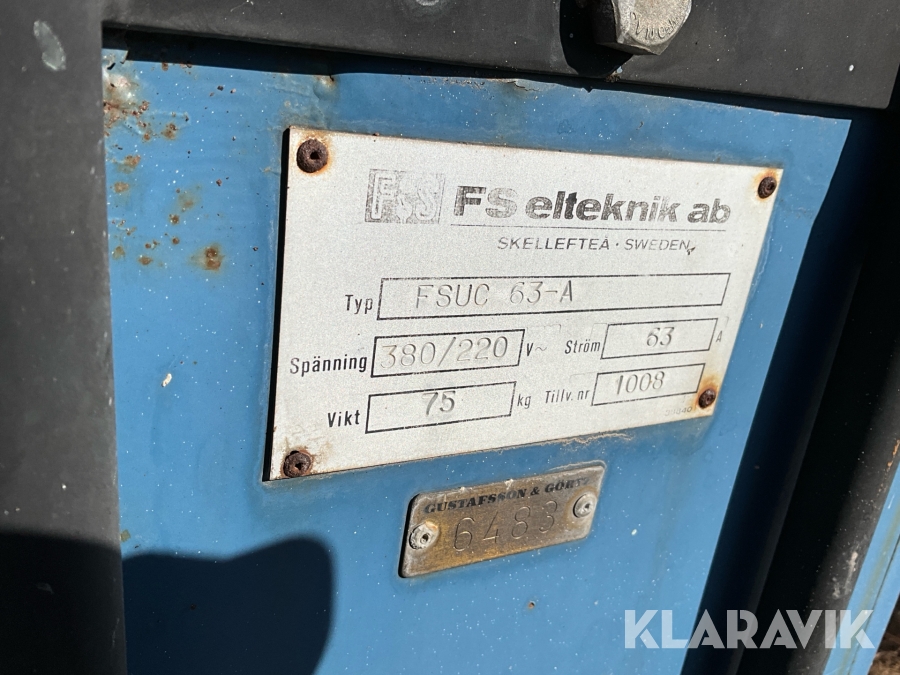 F&S FS elteknik ab
SKELLEFTEÅ · SWEDEN
Typ FSUC 63-A
Spänning 380/220 V~ Ström 63 A
Vikt 75 kg Tillv. nr 1008
GUSTAFSSON &
6483
KLARAVIK